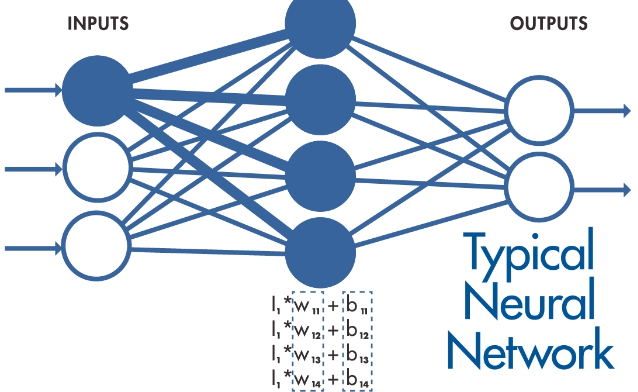 INPUTS
OUTPUTS
Typical
Neural
Network
I₁*w₁₁ + b₁₁
I₁*w₁₂ + b₁₂
I₁*w₁₃ + b₁₃
I₁*w₁₄ + b₁₄